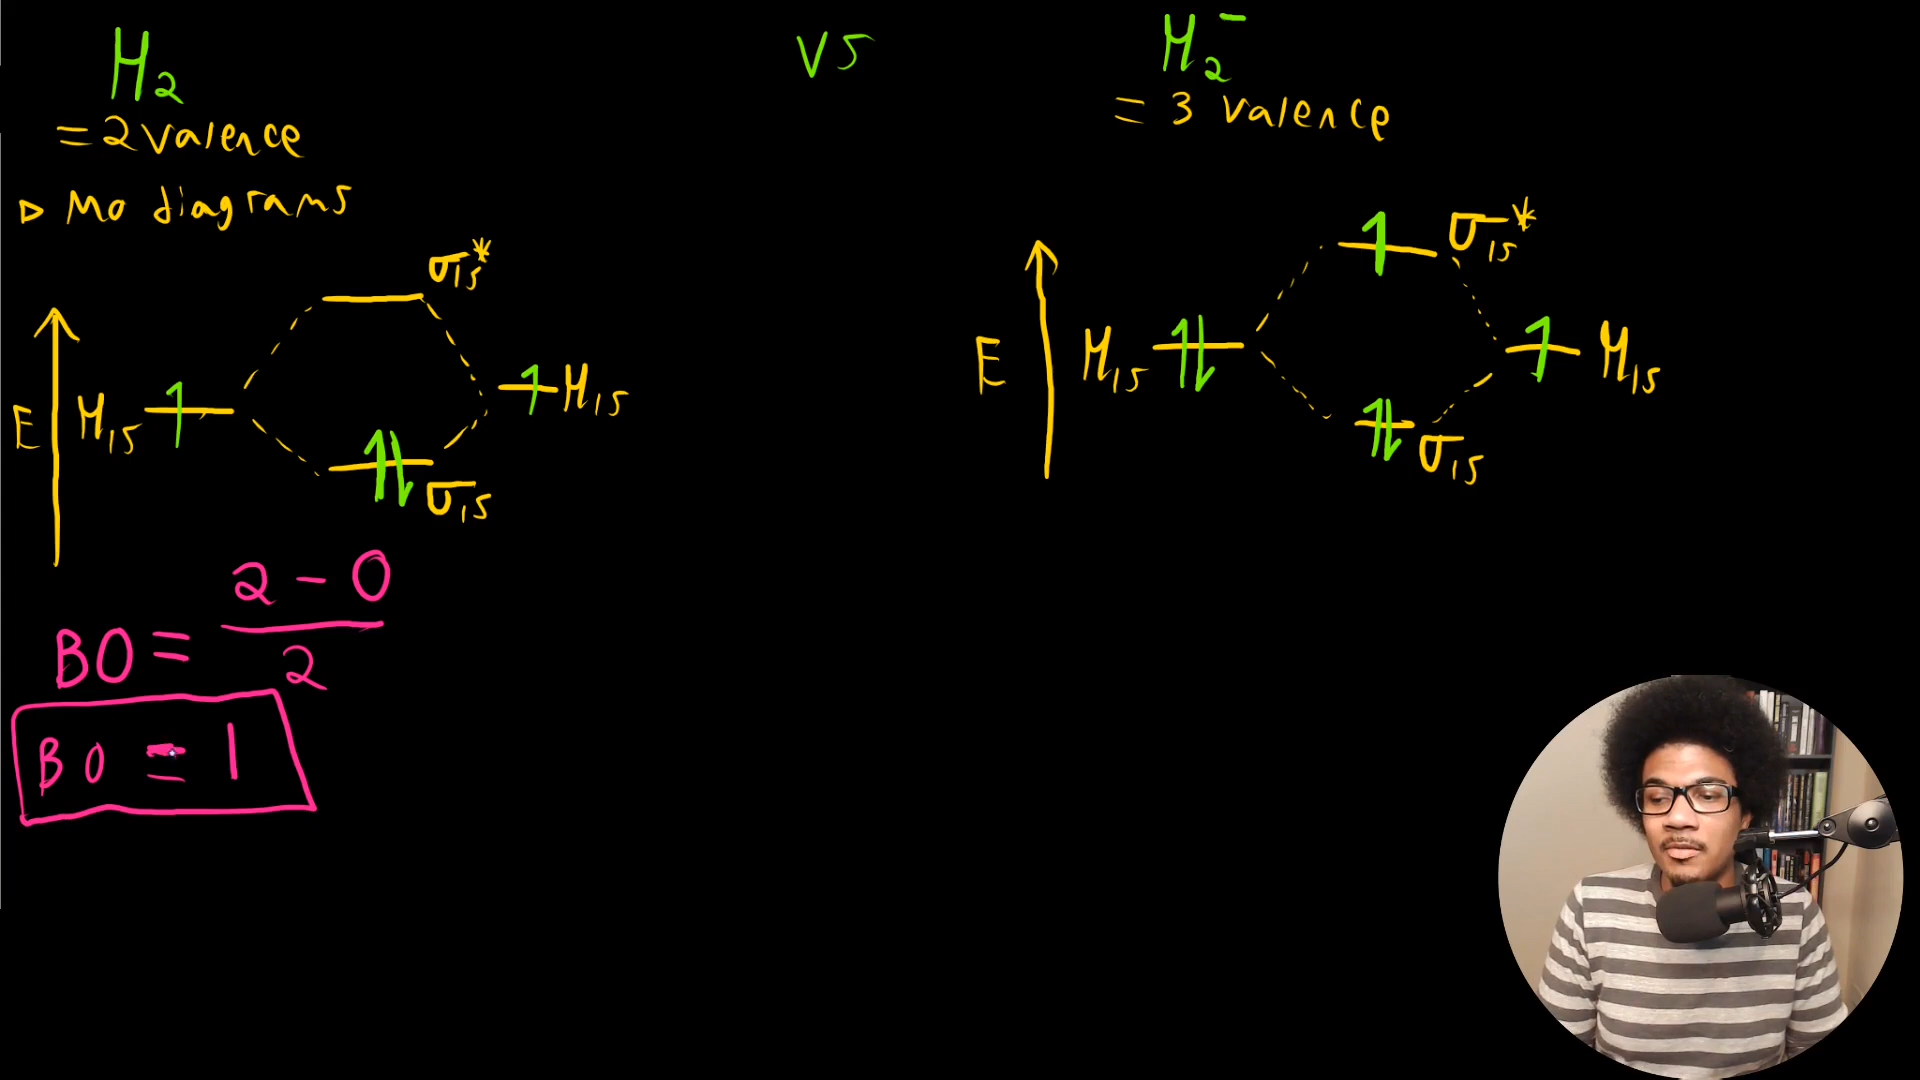 H₂
= 2 valence
▷ MO diagrams
σ₁ₛ*
E
H₁ₛ
H₁ₛ
σ₁ₛ
BO = 2 - 0 / 2
BO = 1
VS
H₂⁻
= 3 valence
σ₁ₛ*
E
H₁ₛ
H₁ₛ
σ₁ₛ